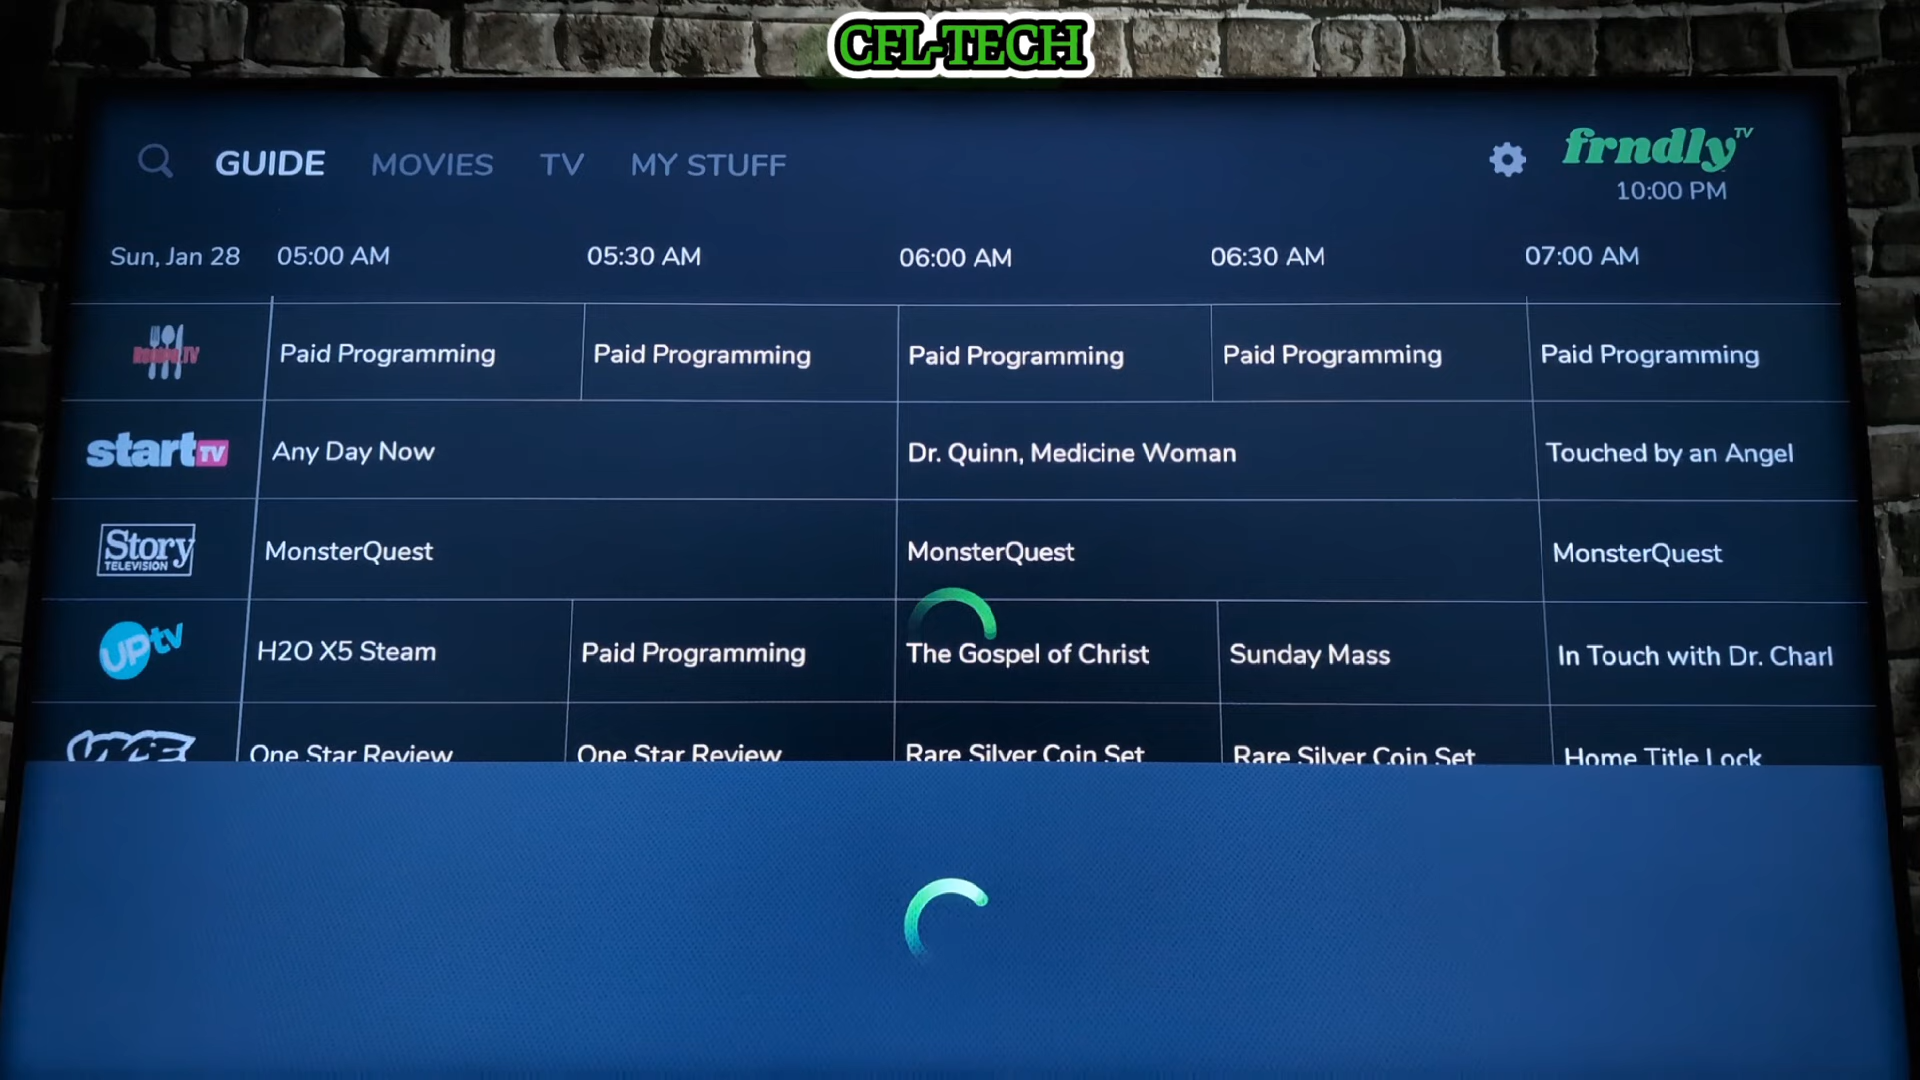 CFL-TECH
GUIDE MOVIES TV MY STUFF frndly TV
10:00 PM
Sun, Jan 28 05:00 AM 05:30 AM 06:00 AM 06:30 AM 07:00 AM
Paid Programming Paid Programming Paid Programming Paid Programming Paid Programming
start TV Any Day Now Dr. Quinn, Medicine Woman Touched by an Angel
Story TELEVISION MonsterQuest MonsterQuest MonsterQuest
UPtv H2O X5 Steam Paid Programming The Gospel of Christ Sunday Mass In Touch with Dr. Charl
VICE One Star Review One Star Review Rare Silver Coin Set Rare Silver Coin Set Home Title Lock